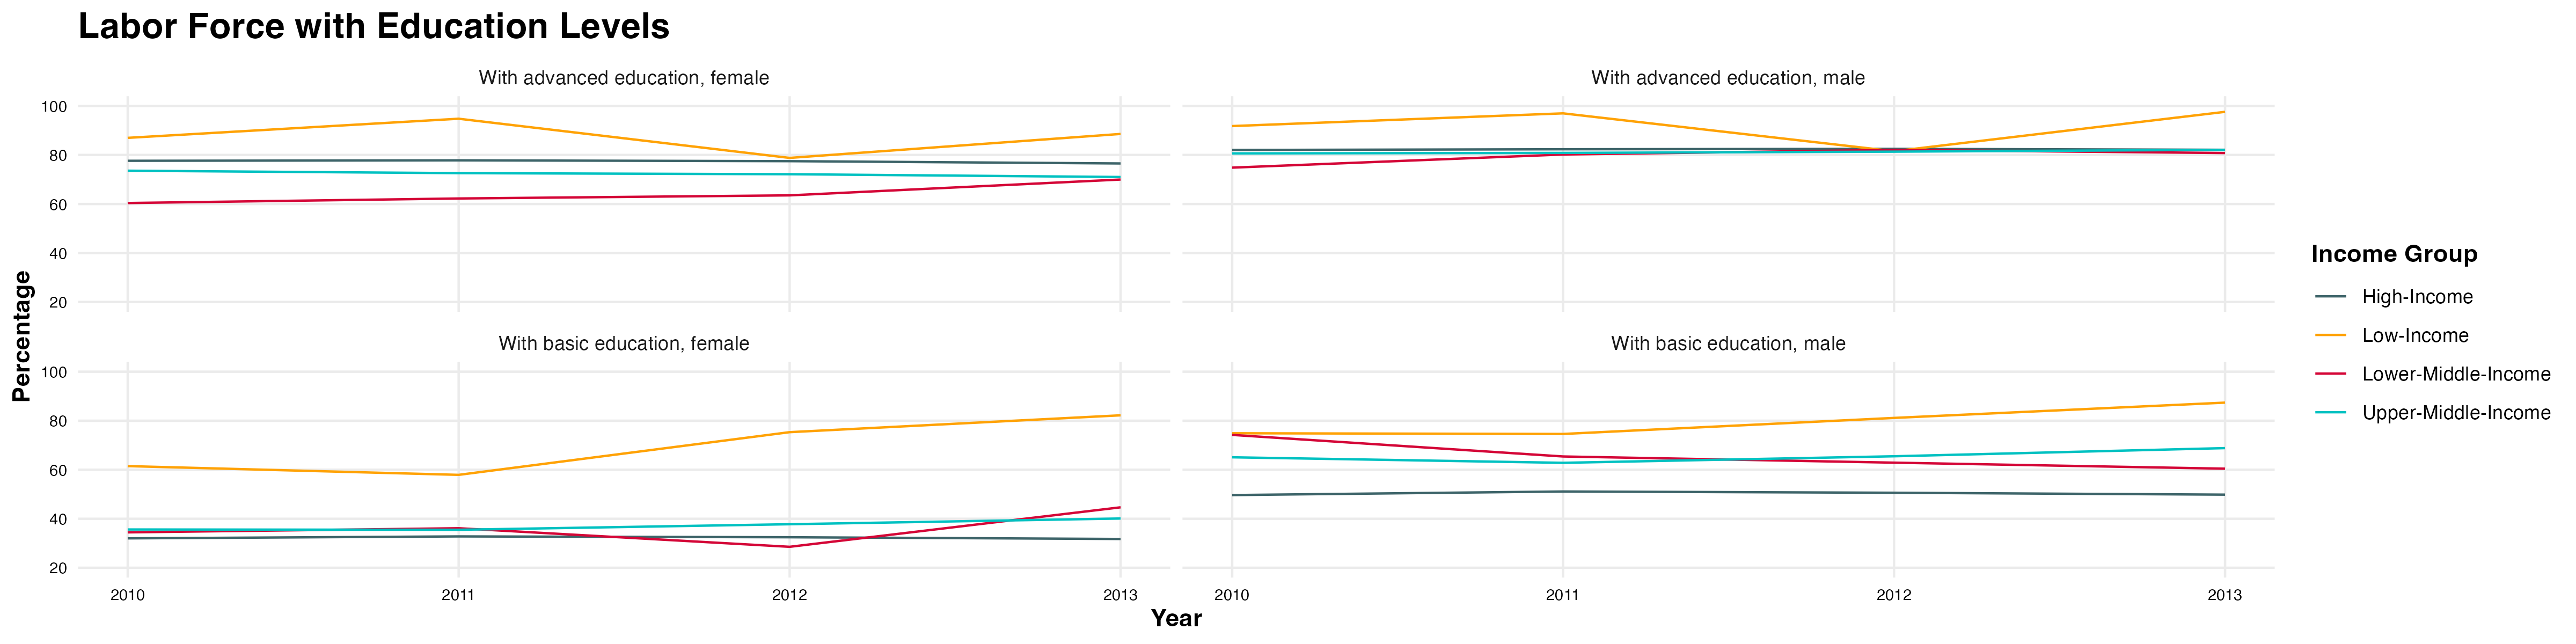 Labor Force with Education Levels
With advanced education, female
With advanced education, male
100
80
60
40
20
With basic education, female
With basic education, male
100
80
60
40
20
Percentage
2010
2011
2012
2013
2010
2011
2012
2013
Year
Income Group
High-Income
Low-Income
Lower-Middle-Income
Upper-Middle-Income